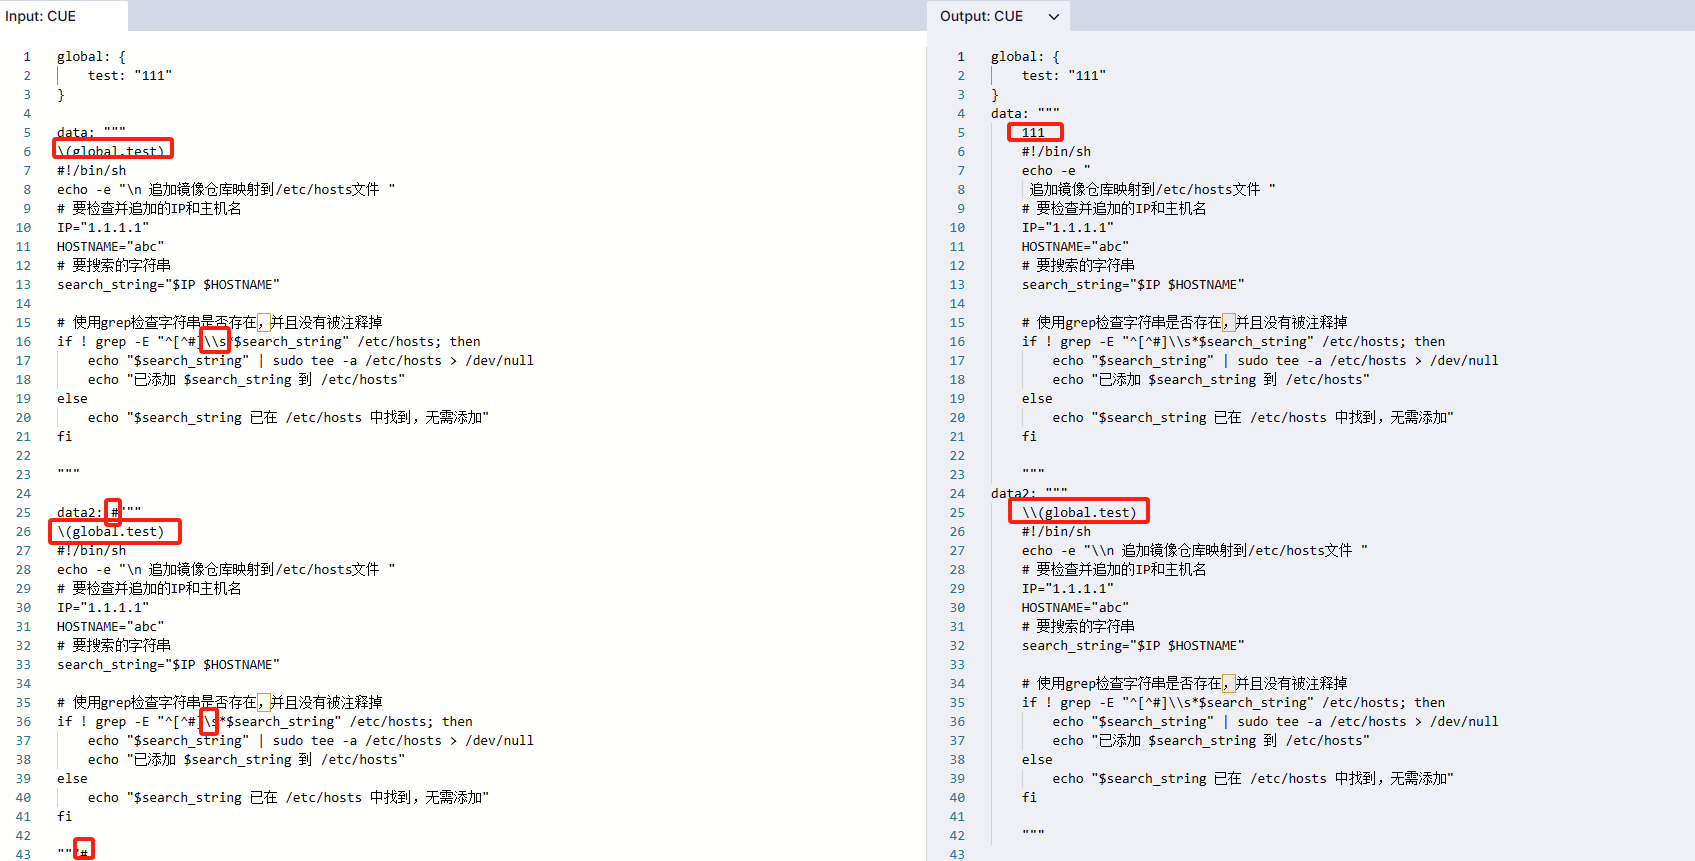 Input: CUE
1 global: {
2 test: "111"
3 }
4
5 data: """
6 \(global.test)
7 #!/bin/sh
8 echo -e "\n 追加镜像仓库映射到/etc/hosts文件 "
9 # 要检查并追加的IP和主机名
10 IP="1.1.1.1"
11 HOSTNAME="abc"
12 # 要搜索的字符串
13 search_string="$IP $HOSTNAME"
14
15 # 使用grep检查字符串是否存在，并且没有被注释掉
16 if ! grep -E "^[^#]\\s*$search_string" /etc/hosts; then
17 echo "$search_string" | sudo tee -a /etc/hosts > /dev/null
18 echo "已添加 $search_string 到 /etc/hosts"
19 else
20 echo "$search_string 已在 /etc/hosts 中找到，无需添加"
21 fi
22
23 """
24
25 data2: #"""
26 \(global.test)
27 #!/bin/sh
28 echo -e "\n 追加镜像仓库映射到/etc/hosts文件 "
29 # 要检查并追加的IP和主机名
30 IP="1.1.1.1"
31 HOSTNAME="abc"
32 # 要搜索的字符串
33 search_string="$IP $HOSTNAME"
34
35 # 使用grep检查字符串是否存在，并且没有被注释掉
36 if ! grep -E "^[^#]\s*$search_string" /etc/hosts; then
37 echo "$search_string" | sudo tee -a /etc/hosts > /dev/null
38 echo "已添加 $search_string 到 /etc/hosts"
39 else
40 echo "$search_string 已在 /etc/hosts 中找到，无需添加"
41 fi
42
43 """#
Output: CUE
1 global: {
2 test: "111"
3 }
4 data: """
5 111
6 #!/bin/sh
7 echo -e "
8 追加镜像仓库映射到/etc/hosts文件 "
9 # 要检查并追加的IP和主机名
10 IP="1.1.1.1"
11 HOSTNAME="abc"
12 # 要搜索的字符串
13 search_string="$IP $HOSTNAME"
14
15 # 使用grep检查字符串是否存在，并且没有被注释掉
16 if ! grep -E "^[^#]\\s*$search_string" /etc/hosts; then
17 echo "$search_string" | sudo tee -a /etc/hosts > /dev/null
18 echo "已添加 $search_string 到 /etc/hosts"
19 else
20 echo "$search_string 已在 /etc/hosts 中找到，无需添加"
21 fi
22
23 """
24 data2: """
25 \\(global.test)
26 #!/bin/sh
27 echo -e "\\n 追加镜像仓库映射到/etc/hosts文件 "
28 # 要检查并追加的IP和主机名
29 IP="1.1.1.1"
30 HOSTNAME="abc"
31 # 要搜索的字符串
32 search_string="$IP $HOSTNAME"
33
34 # 使用grep检查字符串是否存在，并且没有被注释掉
35 if ! grep -E "^[^#]\\s*$search_string" /etc/hosts; then
36 echo "$search_string" | sudo tee -a /etc/hosts > /dev/null
37 echo "已添加 $search_string 到 /etc/hosts"
38 else
39 echo "$search_string 已在 /etc/hosts 中找到，无需添加"
40 fi
41
42 """
43